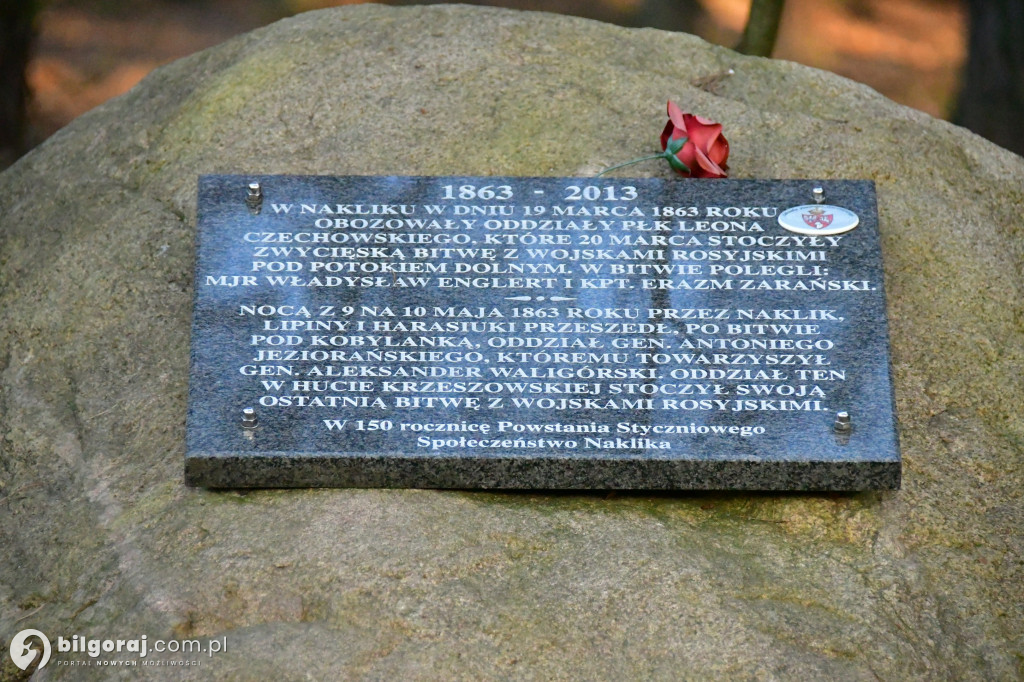 1863 - 2013
W NAKLIKU W DNIU 19 MARCA 1863 ROKU
OBOZOWAŁY ODDZIAŁY PŁK LEONA
CZECHOWSKIEGO, KTÓRE 20 MARCA STOCZYŁY
ZWYCIĘSKĄ BITWĘ Z WOJSKAMI ROSYJSKIMI
POD POTOKIEM DOLNYM. W BITWIE POLEGLI:
MJR WŁADYSŁAW ENGLERT I KPT. ERAZM ZARAŃSKI.
NOCĄ Z 9 NA 10 MAJA 1863 ROKU PRZEZ NAKLIK,
LIPINY I HARASIUKI PRZESZEDŁ, PO BITWIE
POD KOBYLANKĄ, ODDZIAŁ GEN. ANTONIEGO
JEZIORAŃSKIEGO, KTÓREMU TOWARZYSZYŁ
GEN. ALEKSANDER WALIGÓRSKI. ODDZIAŁ TEN
W HUCIE KRZESZOWSKIEJ STOCZYŁ SWOJĄ
OSTATNIĄ BITWĘ Z WOJSKAMI ROSYJSKIMI.
W 150 rocznicę Powstania Styczniowego
Społeczeństwo Naklika
bilgoraj.com.pl
PORTAL NOWYCH MOŻLIWOŚCI